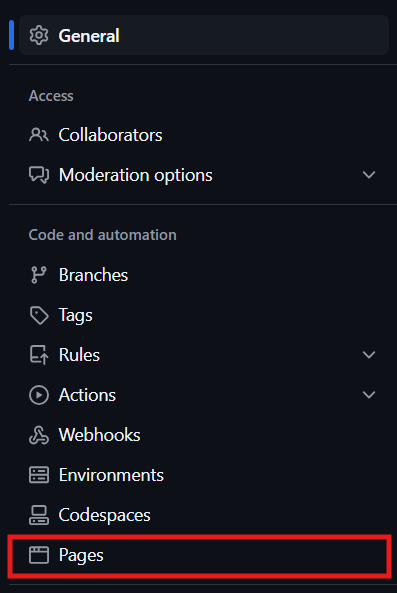 General
Access
Collaborators
Moderation options
Code and automation
Branches
Tags
Rules
Actions
Webhooks
Environments
Codespaces
Pages